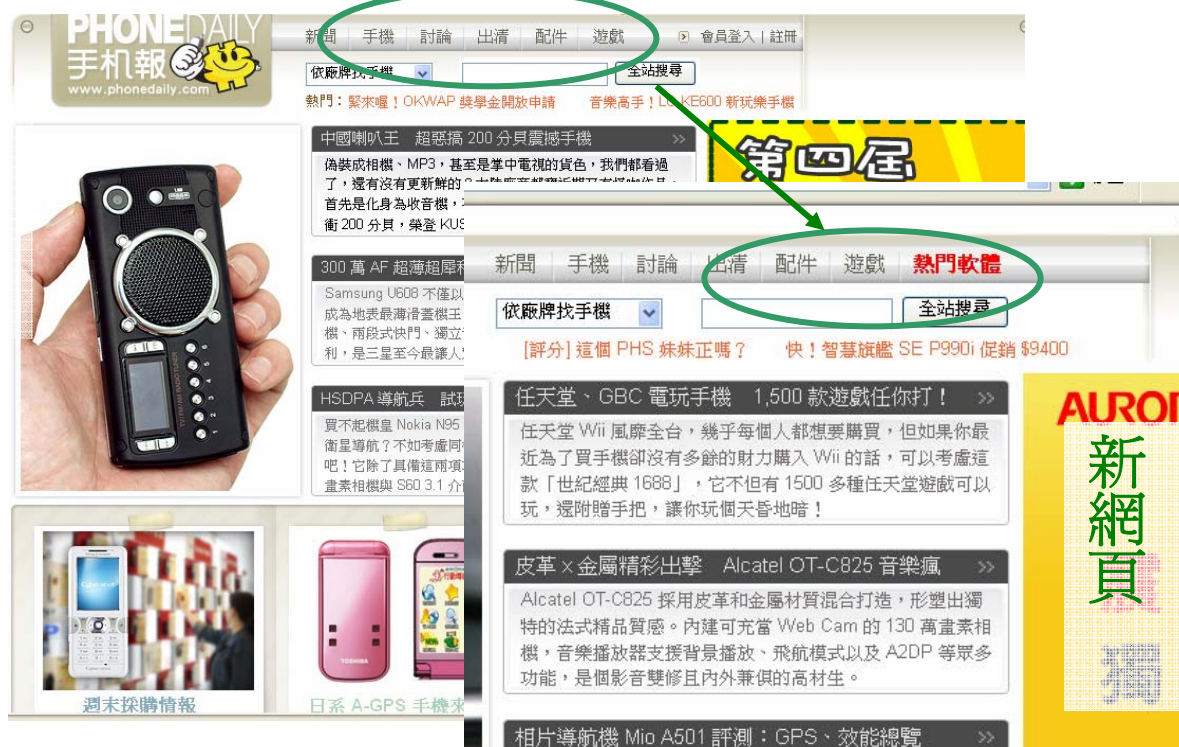 PHONEDAILY
手机報
www.phonedaily.com
新聞 手機 討論 出清 配件 遊戲 會員登入 | 註冊
依廠牌找手機 全站搜尋
熱門：緊來喔！OKWAP 獎學金開放申請 音樂高手！LG KE600 新玩樂手機
中國喇叭王 超惡搞 200 分貝震撼手機 >>
偽裝成相機、MP3，甚至是掌中電視的貨色，我們都看過
了，還有沒有更新鮮的
首先是化身為收音機，
衝 200 分貝，榮登 KUS
300 萬 AF 超薄超犀利
Samsung U608 不僅以
成為地表最薄滑蓋機王
機、兩段式快門、獨立
利，是三星至今最讓人
HSDPA 導航兵 試玩
買不起機皇 Nokia N95
衛星導航？不如考慮同
吧！它除了具備這兩項
畫素相機與 S60 3.1 介
TV/FM/AM RADIO TUNER
TOSHIBA
週末採購情報
日系 A-GPS 手機來
第四屆
新聞 手機 討論 出清 配件 遊戲 熱門軟體
依廠牌找手機 全站搜尋
[評分] 這個 PHS 妹妹正嗎？ 快！智慧旗艦 SE P990i 促銷 $9400
任天堂、GBC 電玩手機 1,500 款遊戲任你打！ >>
任天堂 Wii 風靡全台，幾乎每個人都想要購買，但如果你最
近為了買手機卻沒有多餘的財力購入 Wii 的話，可以考慮這
款「世紀經典 1688」，它不但有 1500 多種任天堂遊戲可以
玩，還附贈手把，讓你玩個天昏地暗！
皮革 x 金屬精彩出擊 Alcatel OT-C825 音樂瘋 >>
Alcatel OT-C825 採用皮革和金屬材質混合打造，形塑出獨
特的法式精品質感。內建可充當 Web Cam 的 130 萬畫素相
機，音樂播放器支援背景播放、飛航模式以及 A2DP 等眾多
功能，是個影音雙修且內外兼俱的高材生。
相片導航機 Mio A501 評測：GPS、效能總覽 >>
AUROR
新網頁
獨